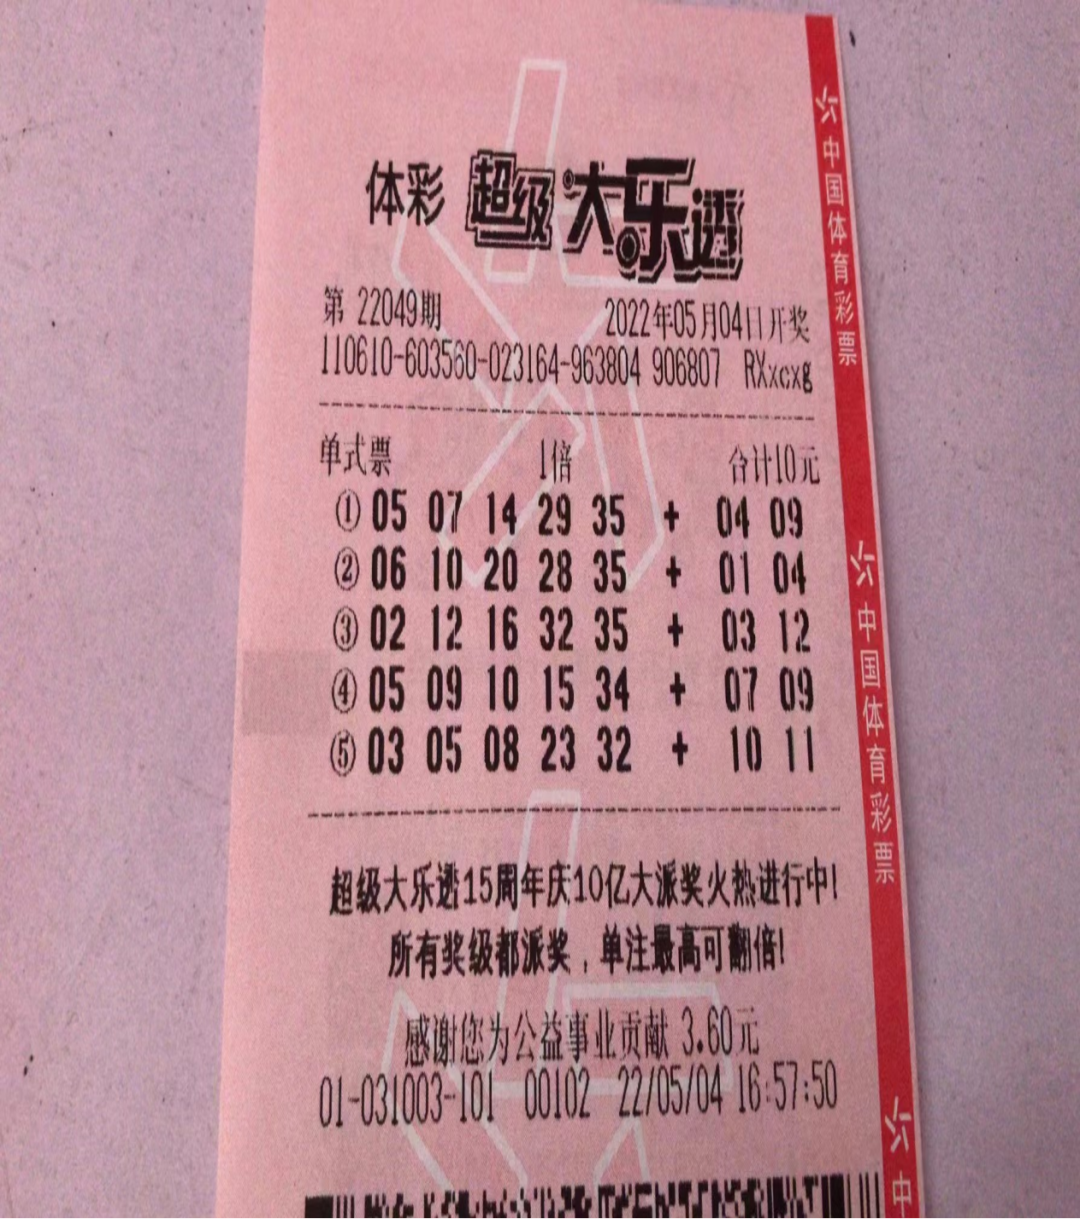 体彩 超级大乐透
第 22049期 2022年05月04日开奖
110610-603560-023164-963804 906807 RXxcxg
单式票 1倍 合计10元
① 05 07 14 29 35 + 04 09
② 06 10 20 28 35 + 01 04
③ 02 12 16 32 35 + 03 12
④ 05 09 10 15 34 + 07 09
⑤ 03 05 08 23 32 + 10 11
超级大乐透15周年庆10亿大派奖火热进行中!
所有奖级都派奖，单注最高可翻倍!
感谢您为公益事业贡献 3.60元
01-031003-101 00102 22/05/04 16:57:50
中国体育彩票
中国体育彩票
中